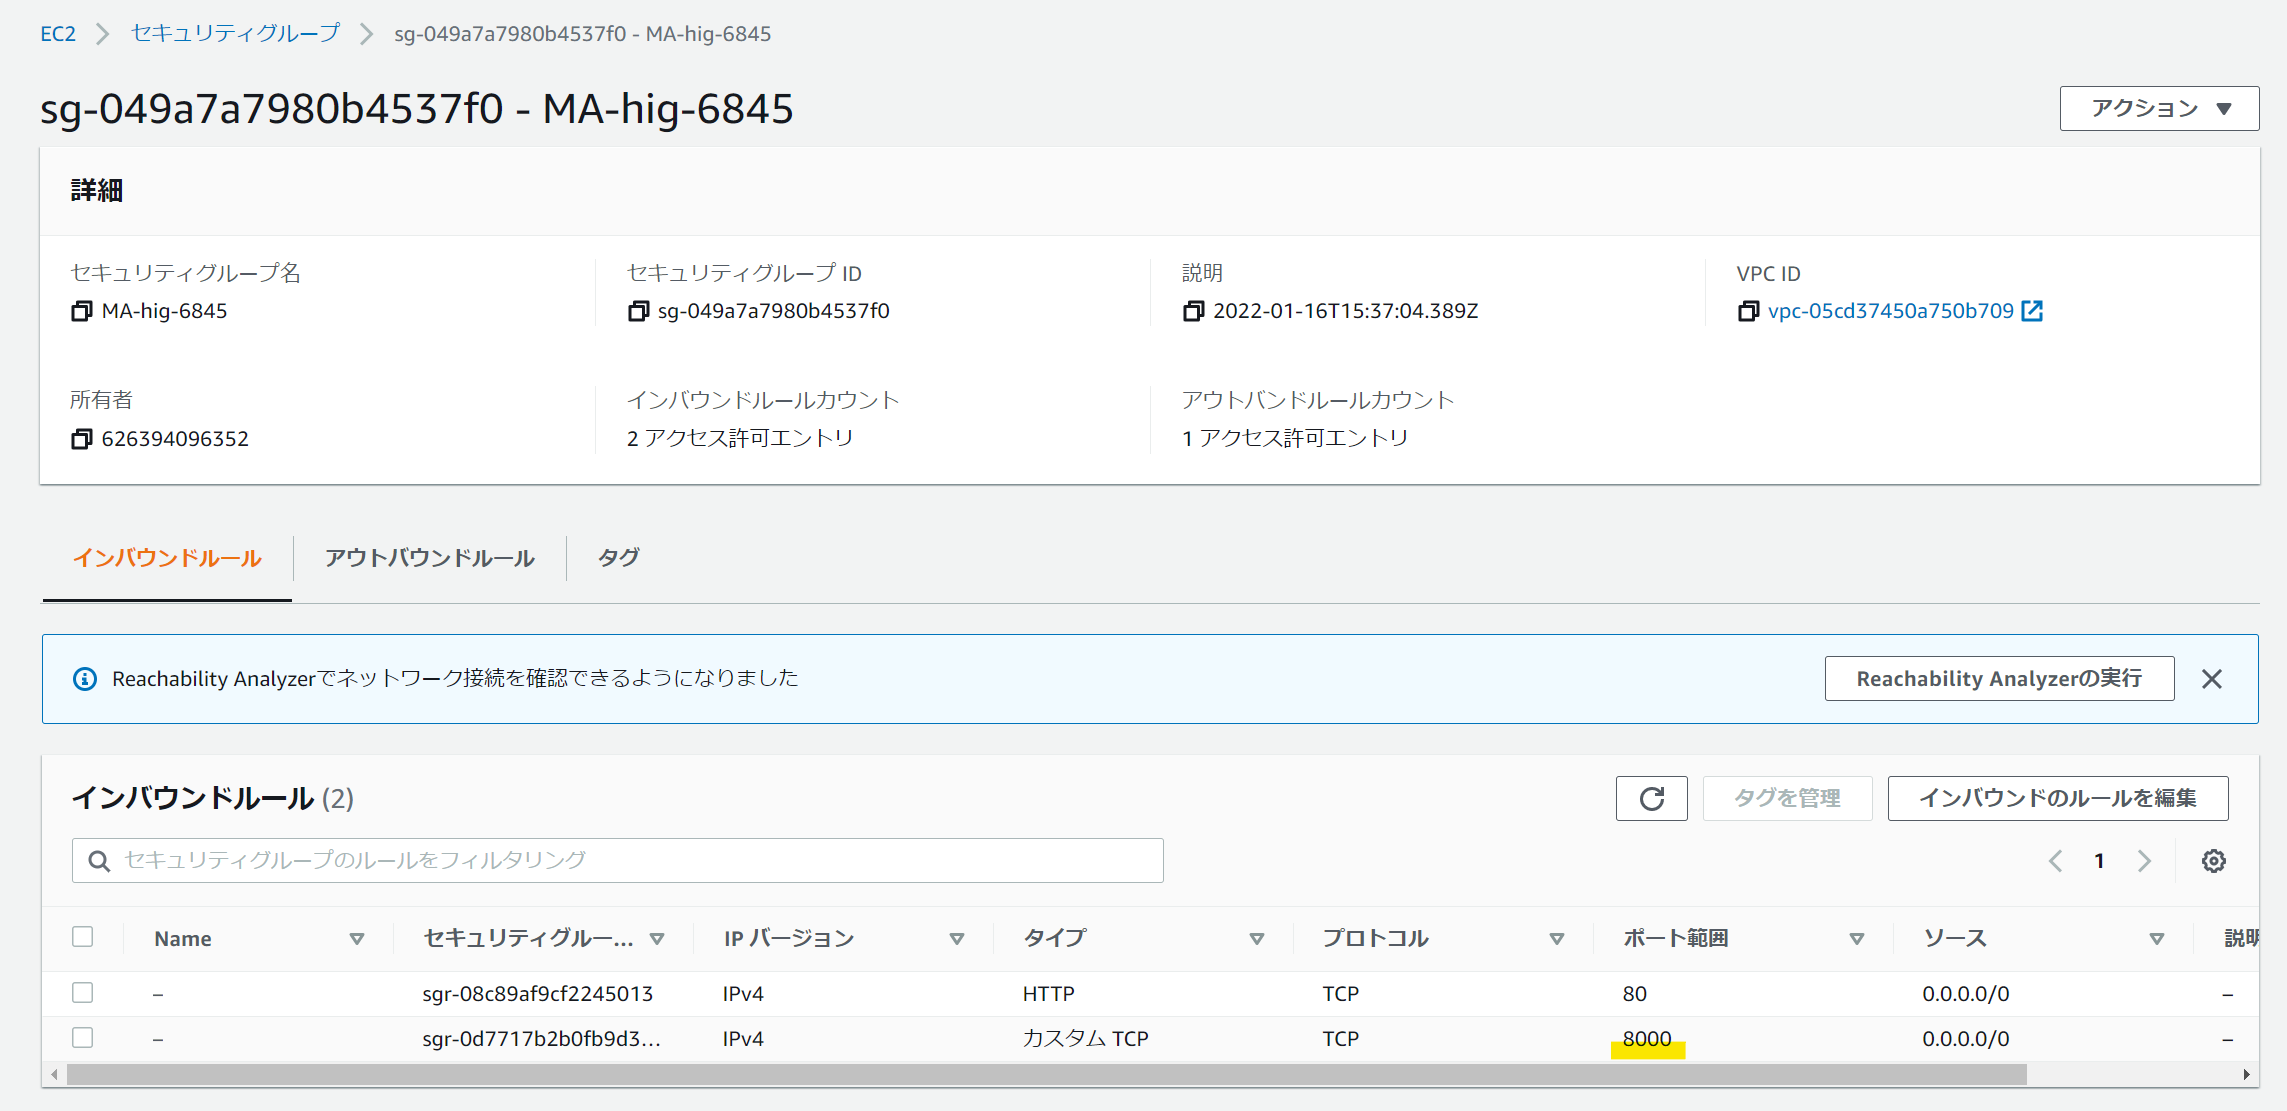 EC2 > セキュリティグループ > sg-049a7a7980b4537f0 - MA-hig-6845
sg-049a7a7980b4537f0 - MA-hig-6845
アクション ▼
詳細
セキュリティグループ名 セキュリティグループ ID 説明 VPC ID
MA-hig-6845 sg-049a7a7980b4537f0 2022-01-16T15:37:04.389Z vpc-05cd37450a750b709
所有者 インバウンドルールカウント アウトバンドルールカウント
626394096352 2 アクセス許可エントリ 1 アクセス許可エントリ
インバウンドルール アウトバウンドルール タグ
Reachability Analyzerでネットワーク接続を確認できるようになりました Reachability Analyzerの実行
インバウンドルール (2) タグを管理 インバウンドのルールを編集
セキュリティグループのルールをフィルタリング 1
Name セキュリティグルー... IP バージョン タイプ プロトコル ポート範囲 ソース 説明
– sgr-08c89af9cf2245013 IPv4 HTTP TCP 80 0.0.0.0/0 –
– sgr-0d7717b2b0fb9d3... IPv4 カスタム TCP TCP 8000 0.0.0.0/0 –